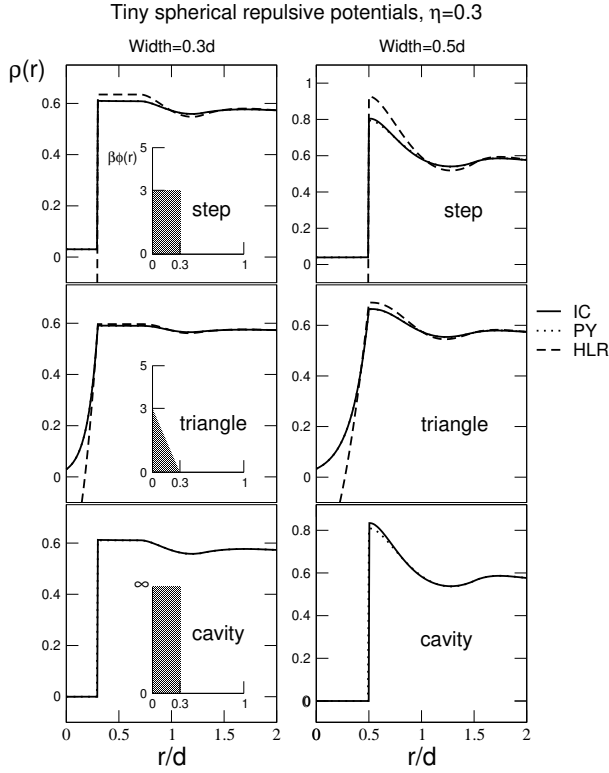 Tiny spherical repulsive potentials, η=0.3
Width=0.3d
Width=0.5d
ρ(r)
0.6
0.4
0.2
0
βφ(r)
5
3
0
0 0.3 1
step
1
0.8
0.6
0.4
0.2
0
step
0.6
0.4
0.2
0
5
3
0
0 0.3 1
triangle
0.6
0.4
0.2
0
triangle
IC
PY
HLR
0.6
0.4
0.2
0
∞
0
0 0.3 1
cavity
0.8
0.6
0.4
0.2
0
cavity
0 0.5 1 1.5 2
r/d
0 0.5 1 1.5 2
r/d